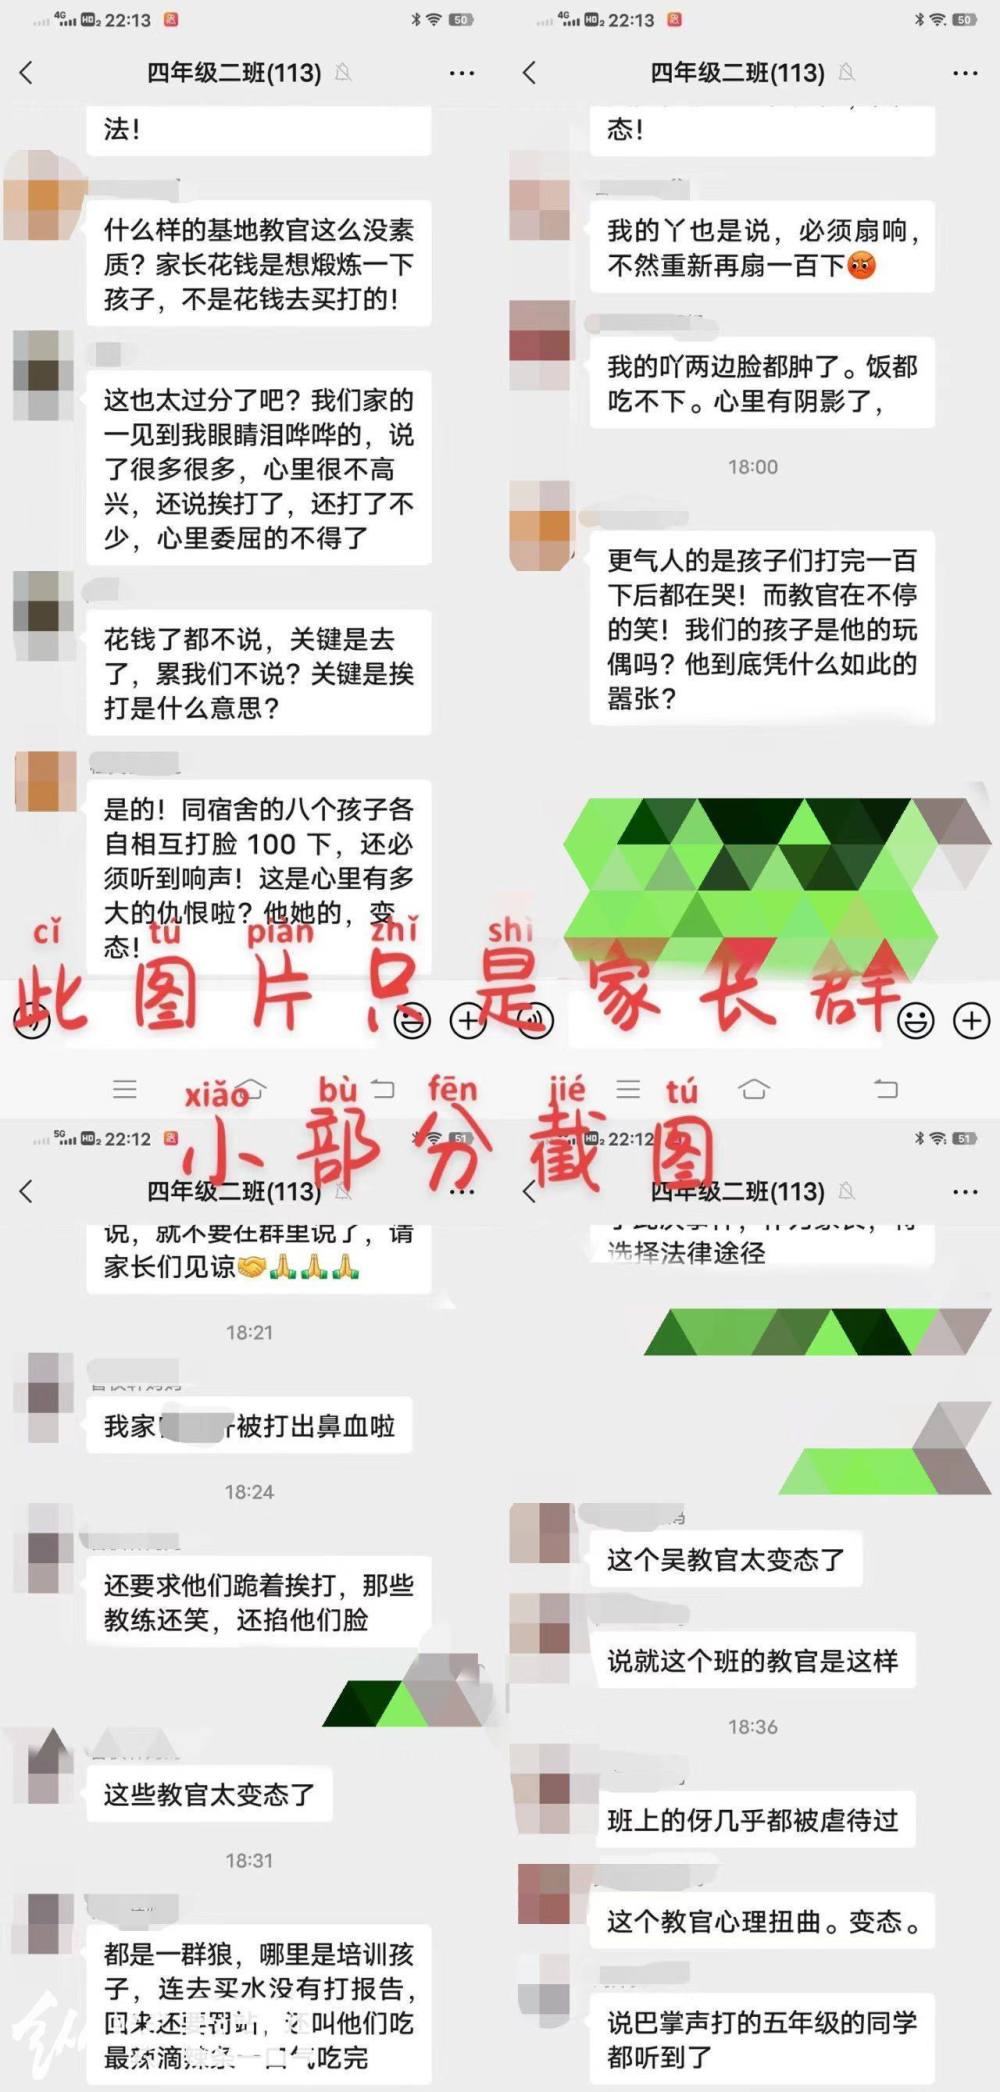 22:13
50
四年级二班(113)
法！
什么样的基地教官这么没素
质？家长花钱是想煅炼一下
孩子，不是花钱去买打的！
这也太过分了吧？我们家的
一见到我眼睛泪哗哗的，说
了很多很多，心里很不高
兴，还说挨打了，还打了不
少，心里委屈的不得了
花钱了都不说，关键是去
了，累我们不说？关键是挨
打是什么意思？
是的！同宿舍的八个孩子各
自相互打脸 100 下，还必
须听到响声！这是心里有多
大的仇恨啦？他她的，变
态！
22:13
50
四年级二班(113)
态！
我的丫也是说，必须扇响，
不然重新再扇一百下😡
我的吖两边脸都肿了。饭都
吃不下。心里有阴影了，
18:00
更气人的是孩子们打完一百
下后都在哭！而教官在不停
的笑！我们的孩子是他的玩
偶吗？他到底凭什么如此的
嚣张？
cǐ tú piàn zhǐ shì
此图片只是家长群
xiǎo bù fēn jié tú
小部分截图
22:12
51
四年级二班(113)
说，就不要在群里说了，请
家长们见谅🤝🙏🙏🙏
18:21
我家
被打出鼻血啦
18:24
还要求他们跪着挨打，那些
教练还笑，还掐他们脸
这些教官太变态了
18:31
都是一群狼，哪里是培训孩
子，连去买水没有打报告，
回来还要罚站，还叫他们吃
最辣滴辣条一口气吃完
22:12
51
四年级二班(113)
选择法律途径
这个吴教官太变态了
说就这个班的教官是这样
18:36
班上的伢几乎都被虐待过
这个教官心理扭曲。变态。
说巴掌声打的五年级的同学
都听到了